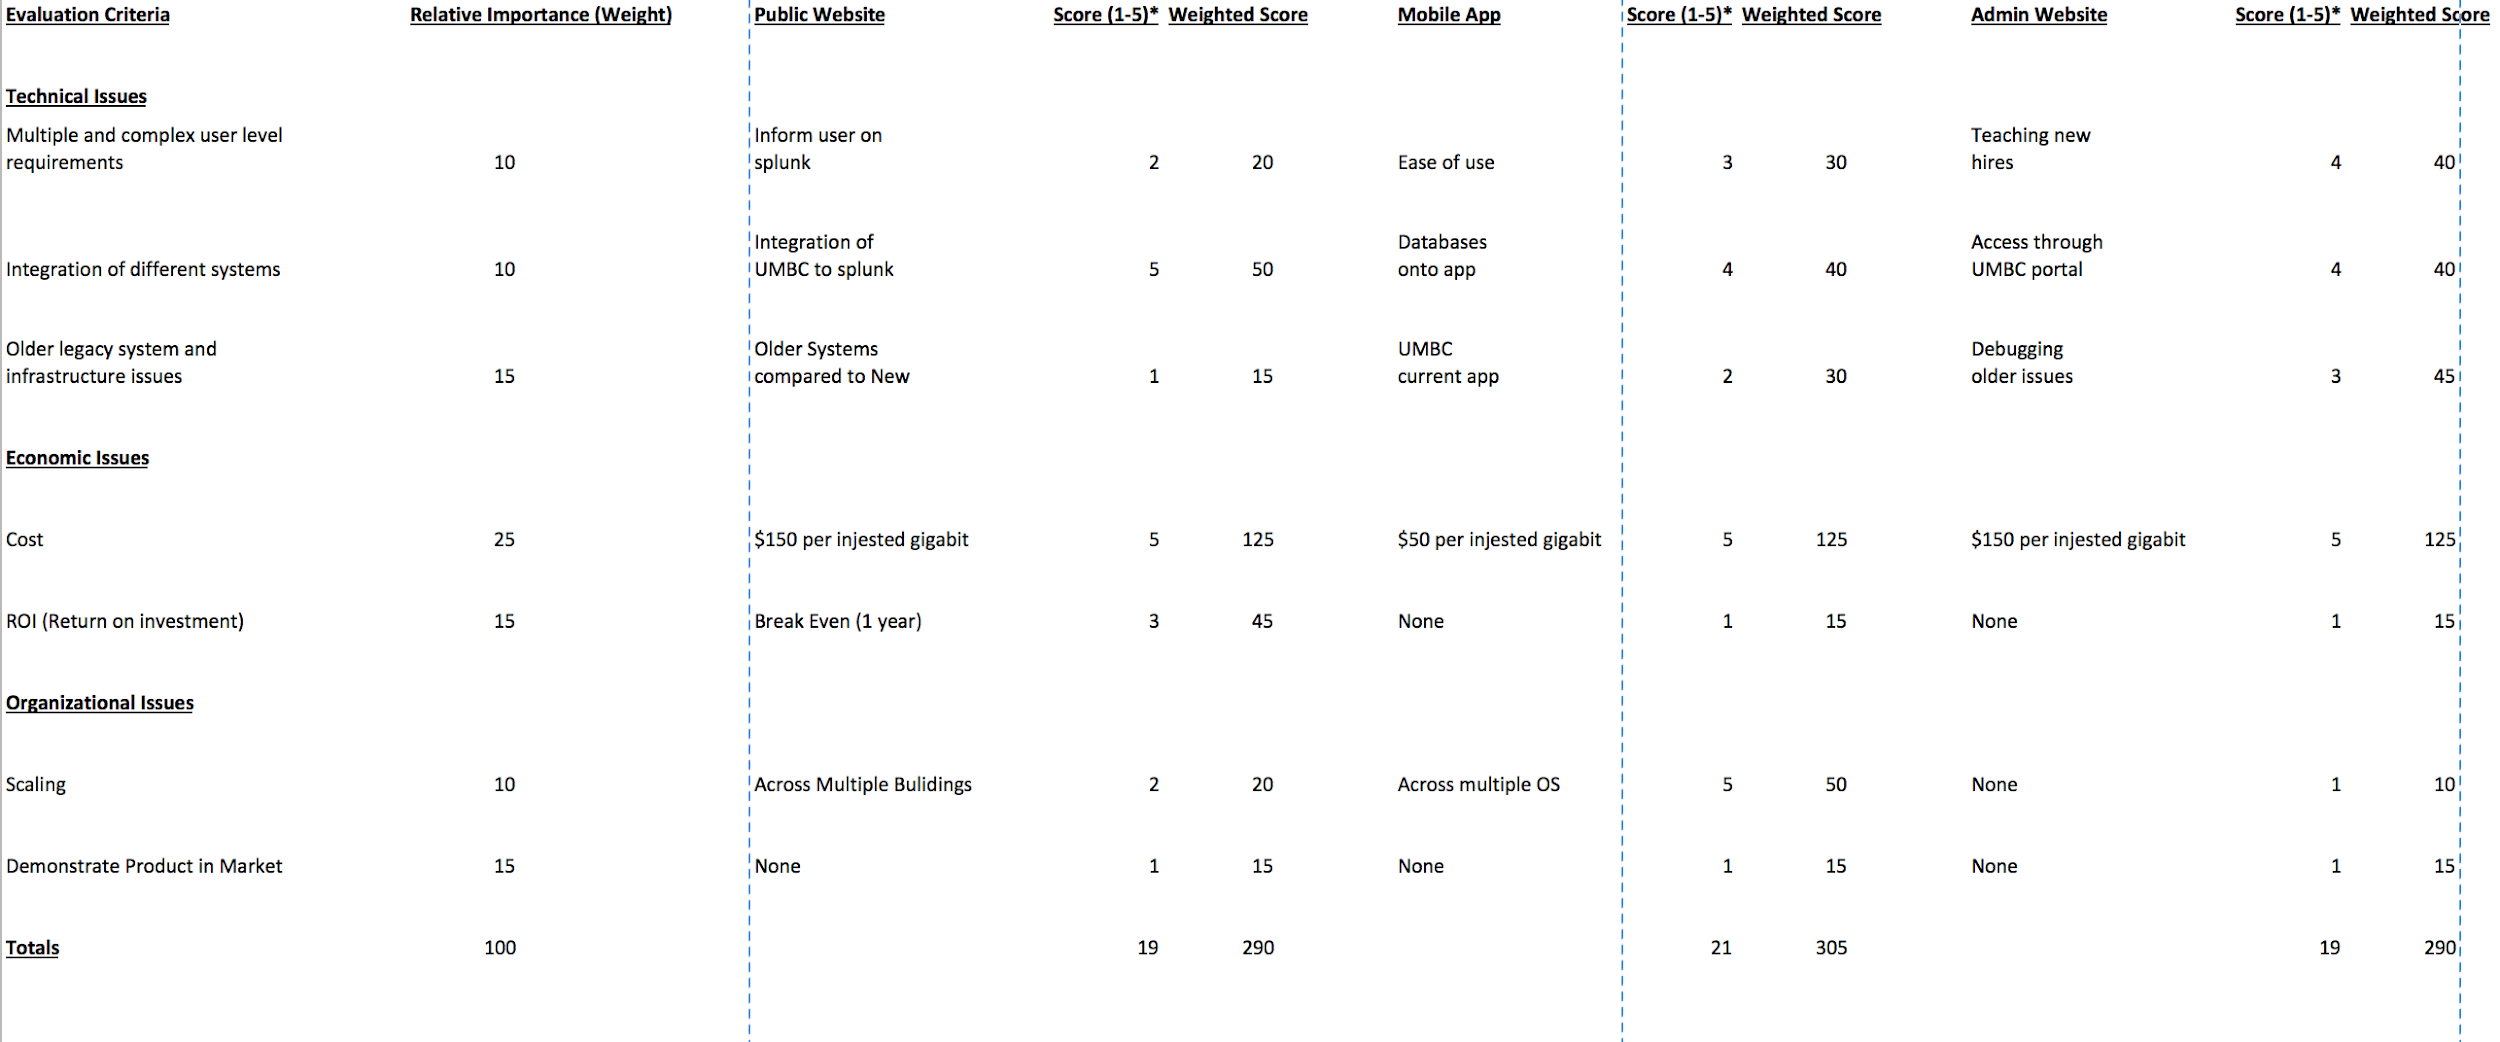 Evaluation Criteria Relative Importance (Weight) Public Website Score (1-5)* Weighted Score Mobile App Score (1-5)* Weighted Score Admin Website Score (1-5)* Weighted Score
Technical Issues
Multiple and complex user level Inform user on Teaching new
requirements 10 splunk 2 20 Ease of use 3 30 hires 4 40
Integration of Databases Access through
Integration of different systems 10 UMBC to splunk 5 50 onto app 4 40 UMBC portal 4 40
Older legacy system and Older Systems UMBC Debugging
infrastructure issues 15 compared to New 1 15 current app 2 30 older issues 3 45
Economic Issues
Cost 25 $150 per injested gigabit 5 125 $50 per injested gigabit 5 125 $150 per injested gigabit 5 125
ROI (Return on investment) 15 Break Even (1 year) 3 45 None 1 15 None 1 15
Organizational Issues
Scaling 10 Across Multiple Bulidings 2 20 Across multiple OS 5 50 None 1 10
Demonstrate Product in Market 15 None 1 15 None 1 15 None 1 15
Totals 100 19 290 21 305 19 290